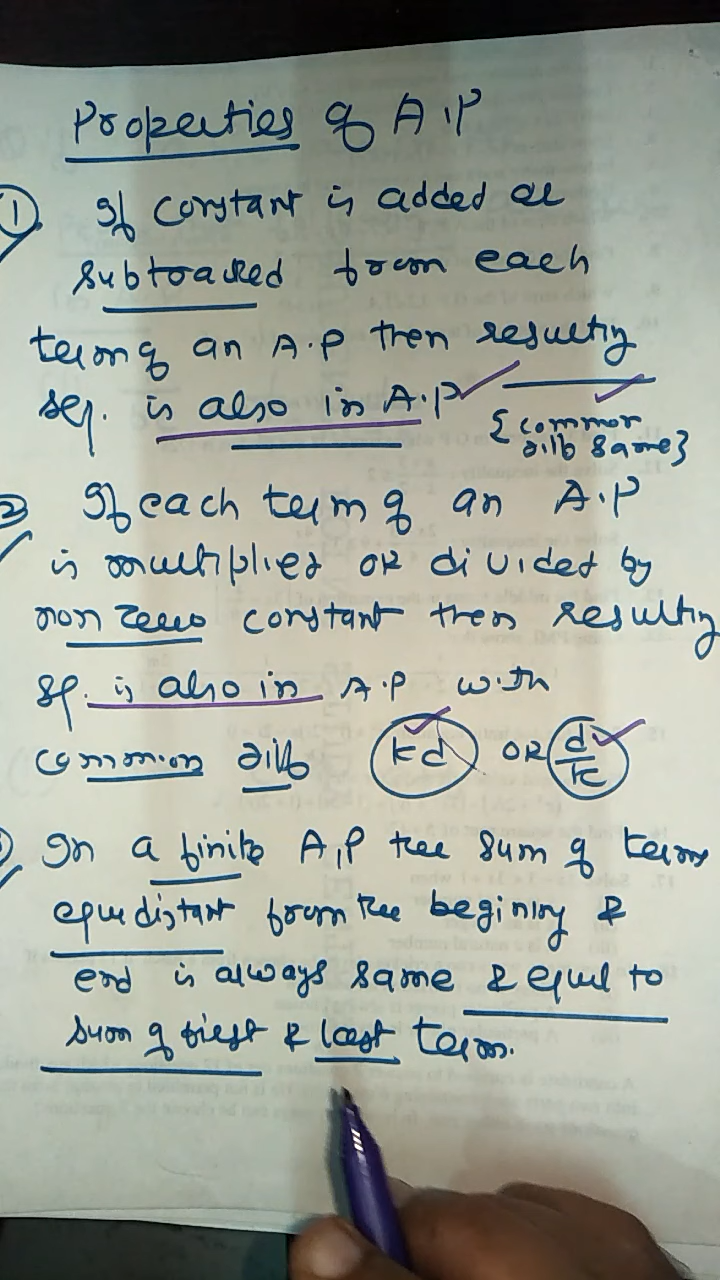 Properties of A.P
① If constant is added or
subtracted from each
term of an A.P then resulting
seq. is also in A.P
{common
diff same}
② If each term of an A.P
is multiplied OR divided by
non zero constant then resulting
seq. is also in A.P with
common diff kd OR d/k
In a finite A.P the sum of terms
equidistant from the begining &
end is always same & equal to
sum of first & last term.